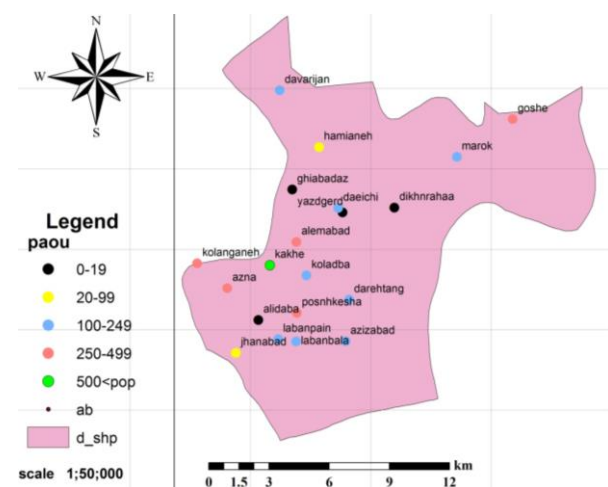 N
W E
S
davarijan
goshe
hamianeh
marok
ghiabadaz
yazdgerd daeichi dikhnrahaa
alemabad
kolanganeh kakhe
koladba
azna
darehtang
posnhkesha
alidaba
labanpain
azizabad
jhanabad labanbala
Legend
paou
0-19
20-99
100-249
250-499
500<pop
ab
d_shp
scale 1;50;000
km
0 1.5 3 6 9 12